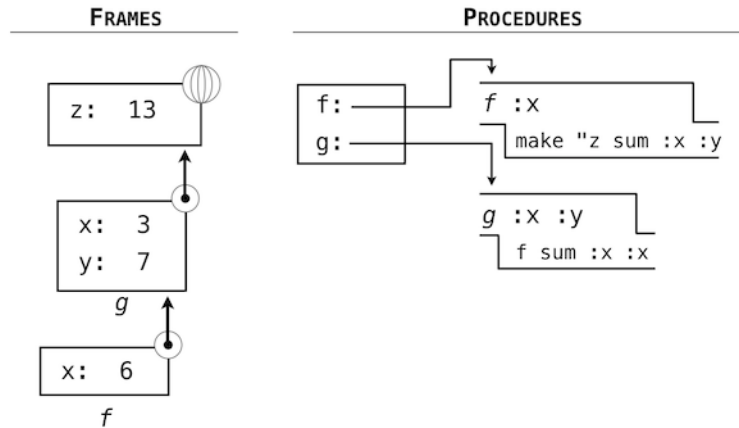 FRAMES
z: 13
x: 3
y: 7
g
x: 6
f
PROCEDURES
f:
g:
f :x
make "z sum :x :y
g :x :y
f sum :x :x